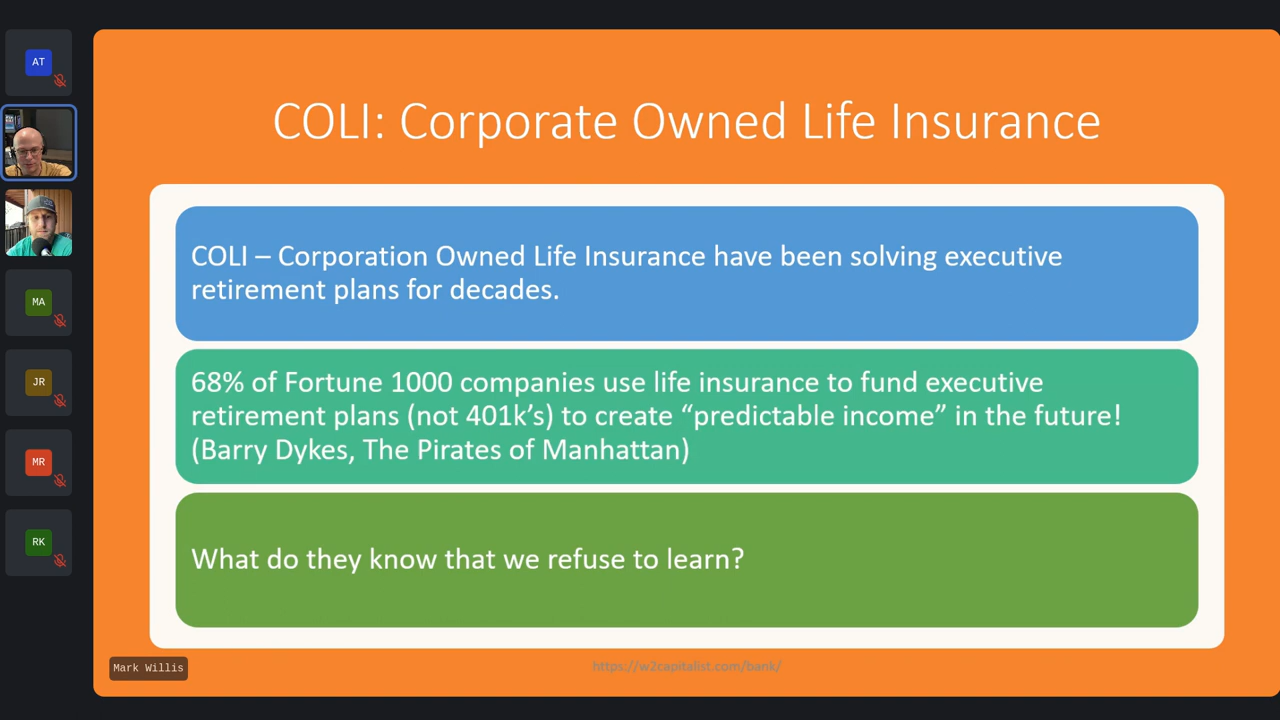 AT
COLI: Corporate Owned Life Insurance
COLI – Corporation Owned Life Insurance have been solving executive
retirement plans for decades.
68% of Fortune 1000 companies use life insurance to fund executive
retirement plans (not 401k’s) to create “predictable income” in the future!
(Barry Dykes, The Pirates of Manhattan)
What do they know that we refuse to learn?
MA
JR
MR
RK
Mark Willis
https://w2capitalist.com/bank/